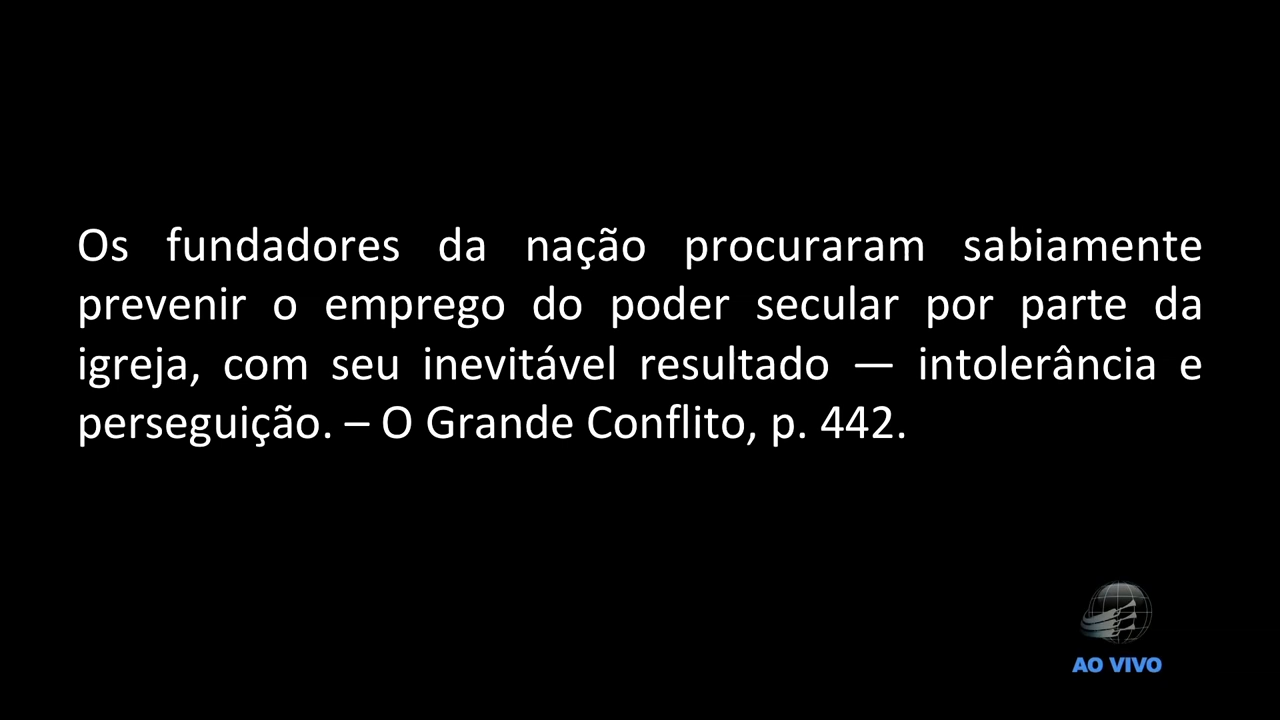 Os fundadores da nação procuraram sabiamente
prevenir o emprego do poder secular por parte da
igreja, com seu inevitável resultado — intolerância e
perseguição. – O Grande Conflito, p. 442.
AO VIVO